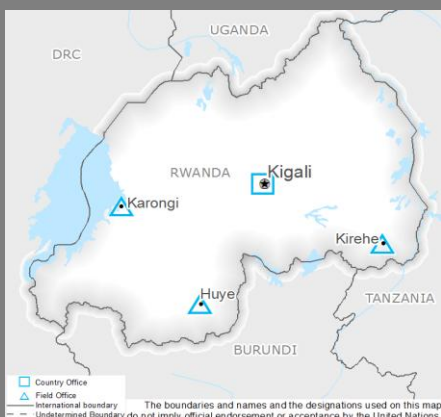 UGANDA
DRC
RWANDA
Kigali
Karongi
Kirehe
Huye
TANZANIA
BURUNDI
Country Office
Field Office
International boundary
Undetermined Boundary
The boundaries and names and the designations used on this map
do not imply official endorsement or acceptance by the United Nations